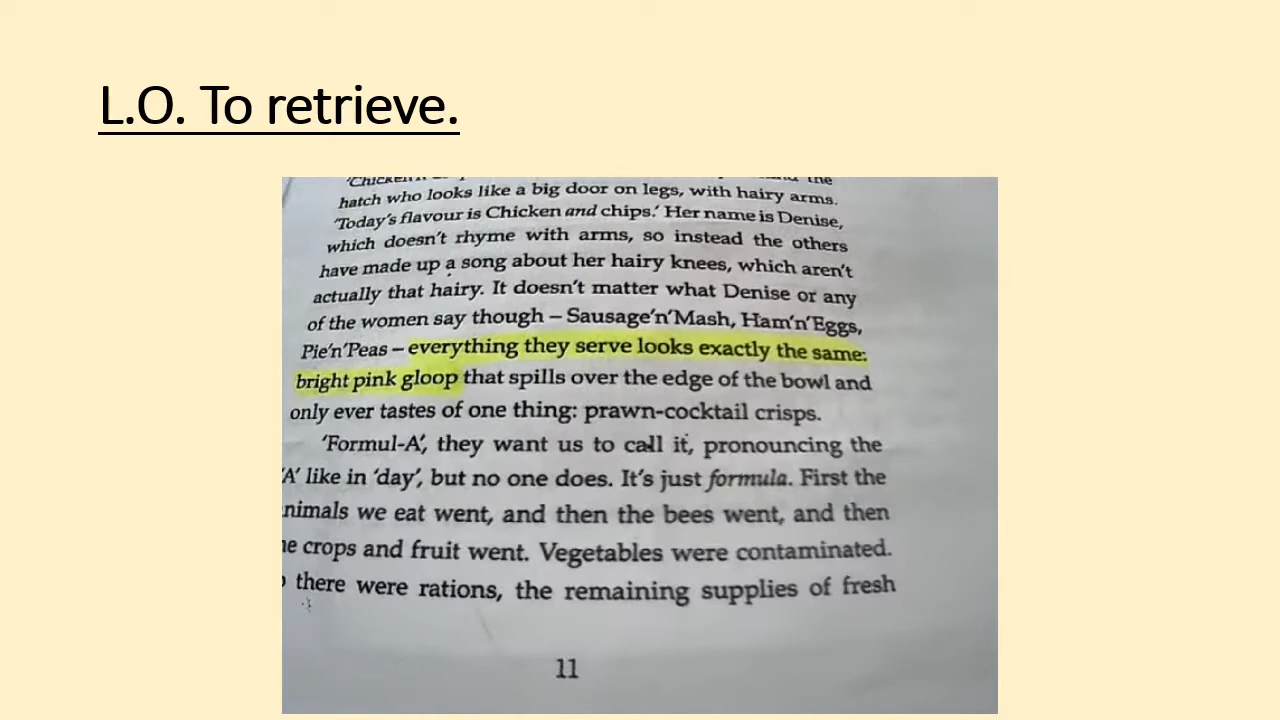 L.O. To retrieve.
the
hatch who looks like a big door on legs, with hairy arms.
'Today's flavour is Chicken and chips.' Her name is Denise,
which doesn't rhyme with arms, so instead the others
have made up a song about her hairy knees, which aren't
actually that hairy. It doesn't matter what Denise or any
of the women say though – Sausage'n'Mash, Ham'n'Eggs,
Pie'n'Peas – everything they serve looks exactly the same:
bright pink gloop that spills over the edge of the bowl and
only ever tastes of one thing: prawn-cocktail crisps.
'Formul-A', they want us to call it, pronouncing the
'A' like in 'day', but no one does. It's just formula. First the
nimals we eat went, and then the bees went, and then
he crops and fruit went. Vegetables were contaminated.
there were rations, the remaining supplies of fresh
11